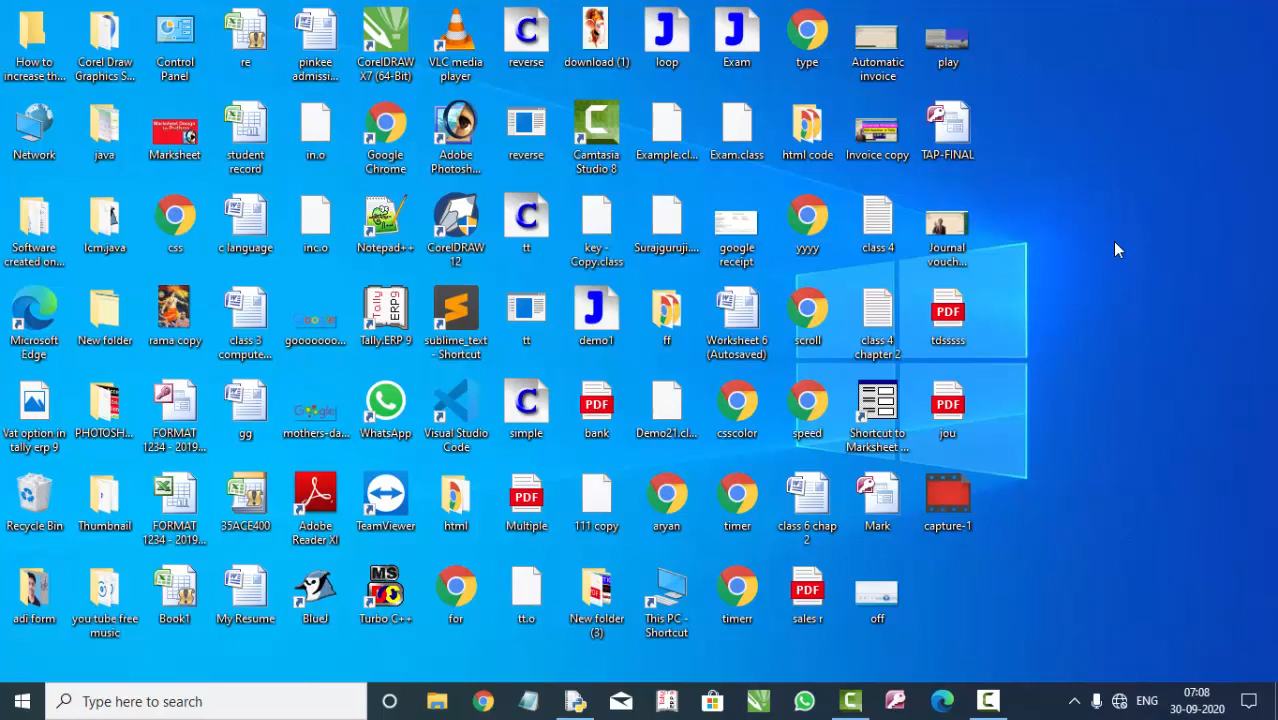 How to
increase th...
Corel Draw
Graphics S...
Control
Panel
re
pinkee
admissi...
CorelDRAW
X7 (64-Bit)
VLC media
player
reverse
download (1)
loop
Exam
type
Automatic
invoice
play
Network
java
Marksheet
student
record
in.o
Google
Chrome
Adobe
Photosh...
reverse
Camtasia
Studio 8
Example.cl...
Exam.class
html code
Invoice copy
TAP-FINAL
Software
created on...
lcm.java
css
c language
inc.o
Notepad++
CorelDRAW
12
tt
key -
Copy.class
Surajguruji....
google
receipt
yyyy
class 4
Journal
vouch...
Microsoft
Edge
New folder
rama copy
class 3
compute...
gooooooo...
Tally.ERP 9
sublime_text
- Shortcut
tt
demo1
ff
Worksheet 6
(Autosaved)
scroll
class 4
chapter 2
tdsssss
Vat option in
tally erp 9
PHOTOSH...
FORMAT
1234 - 2019...
gg
mothers-da...
WhatsApp
Visual Studio
Code
simple
bank
Demo21.cl...
csscolor
speed
Shortcut to
Marksheet ...
jou
Recycle Bin
Thumbnail
FORMAT
1234 - 2019...
35ACE400
Adobe
Reader XI
TeamViewer
html
Multiple
111 copy
aryan
timer
class 6 chap
2
Mark
capture-1
adi form
you tube free
music
Book1
My Resume
BlueJ
Turbo C++
for
tt.o
New folder
(3)
This PC -
Shortcut
timerr
sales r
off
Type here to search
ENG
07:08
30-09-2020